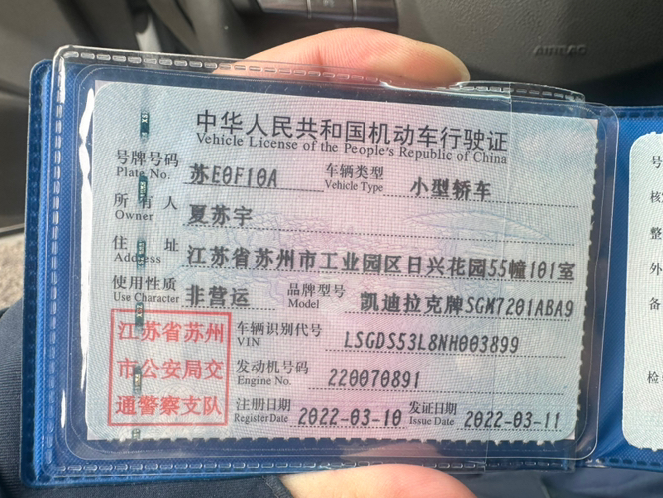 AIRBAG
中华人民共和国机动车行驶证
Vehicle License of the People's Republic of China
号牌号码 苏E0F10A 车辆类型 小型轿车
Plate No. Vehicle Type
所有人 夏苏宇
Owner
住址 江苏省苏州市工业园区日兴花园55幢101室
Address
使用性质 非营运 品牌型号 凯迪拉克牌SGM7201ABA9
Use Character Model
江苏省苏州
市公安局交
通警察支队
车辆识别代号 LSGDS53L8NH003899
VIN
发动机号码 220070891
Engine No.
注册日期 2022-03-10 发证日期 2022-03-11
Register Date Issue Date
号
核
整
外
备
检